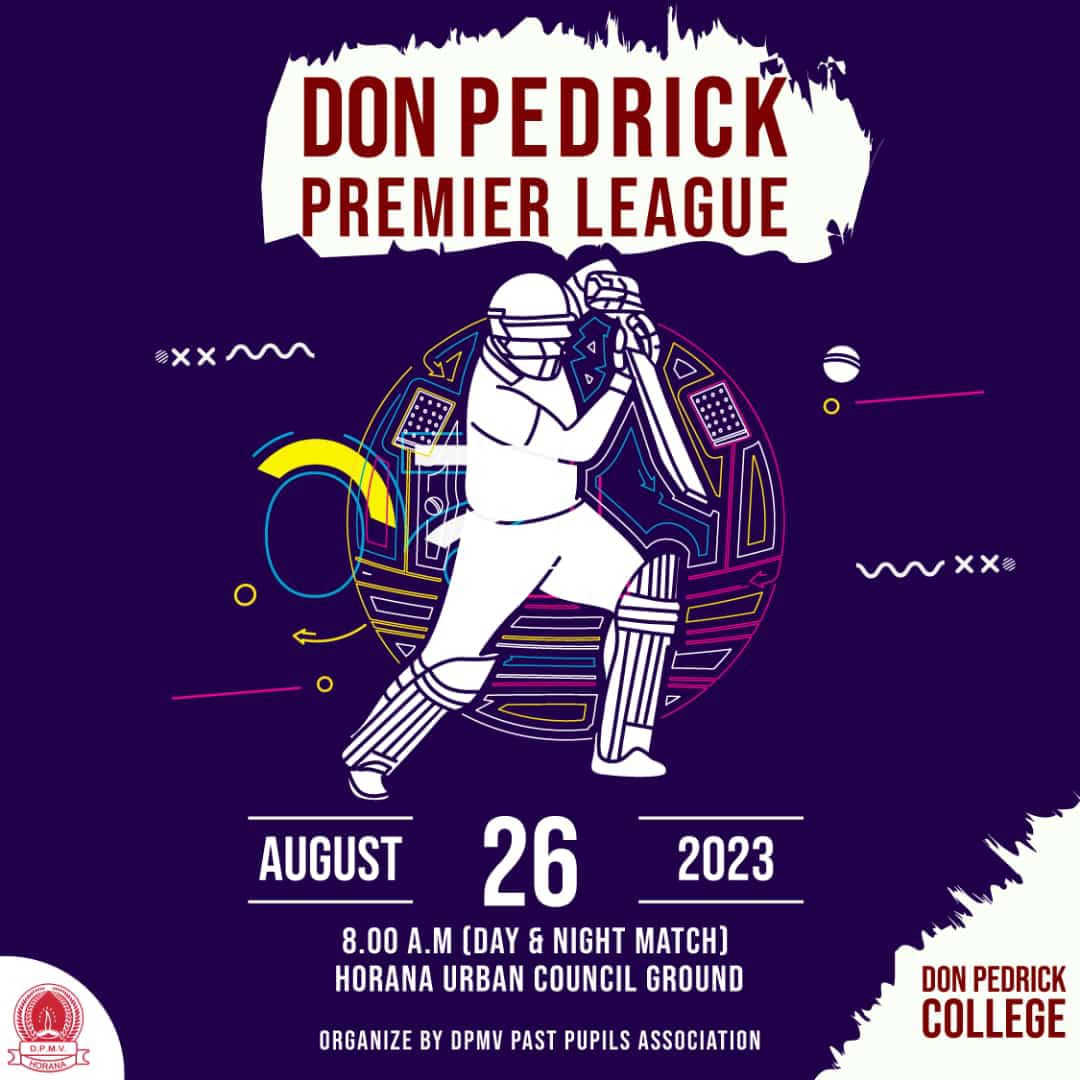 DON PEDRICK
PREMIER LEAGUE
AUGUST 26 2023
8.00 A.M (DAY & NIGHT MATCH)
HORANA URBAN COUNCIL GROUND
ORGANIZE BY DPMV PAST PUPILS ASSOCIATION
D.P.M.V.
HORANA
DON PEDRICK
COLLEGE